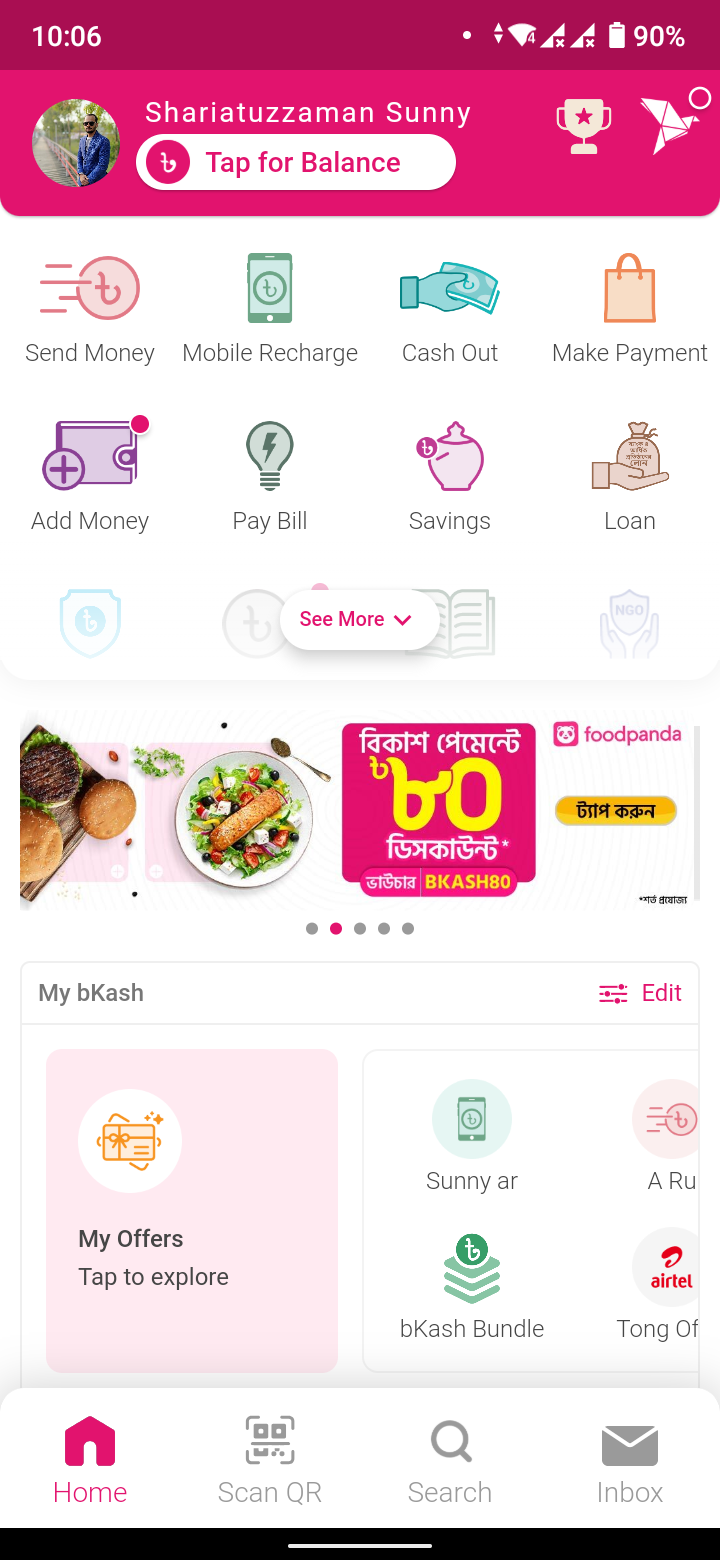 10:06
4
90%
Shariatuzzaman Sunny
৳ Tap for Balance
Send Money
Mobile Recharge
Cash Out
Make Payment
Add Money
Pay Bill
Savings
Loan
NGO
See More
বিকাশ পেমেন্টে
৳৮০
ডিসকাউন্ট*
ভাউচার BKASH80
foodpanda
ট্যাপ করুন
*শর্ত প্রযোজ্য
My bKash
Edit
My Offers
Tap to explore
Sunny ar
A Ru
bKash Bundle
airtel
Tong Of
Home
Scan QR
Search
Inbox